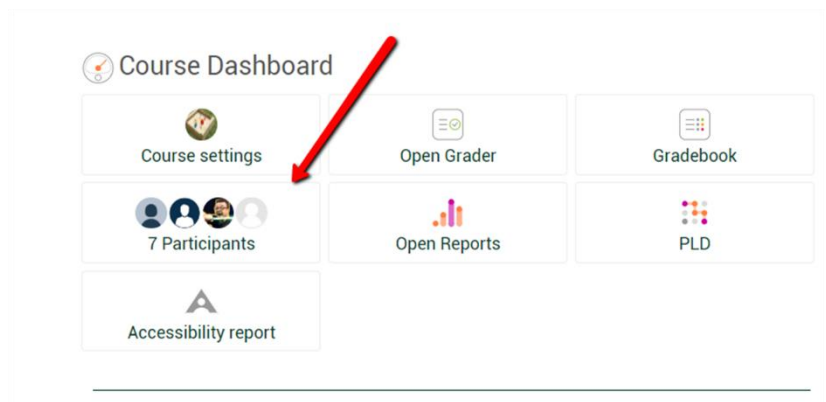 Course Dashboard
Course settings
Open Grader
Gradebook
7 Participants
Open Reports
PLD
Accessibility report